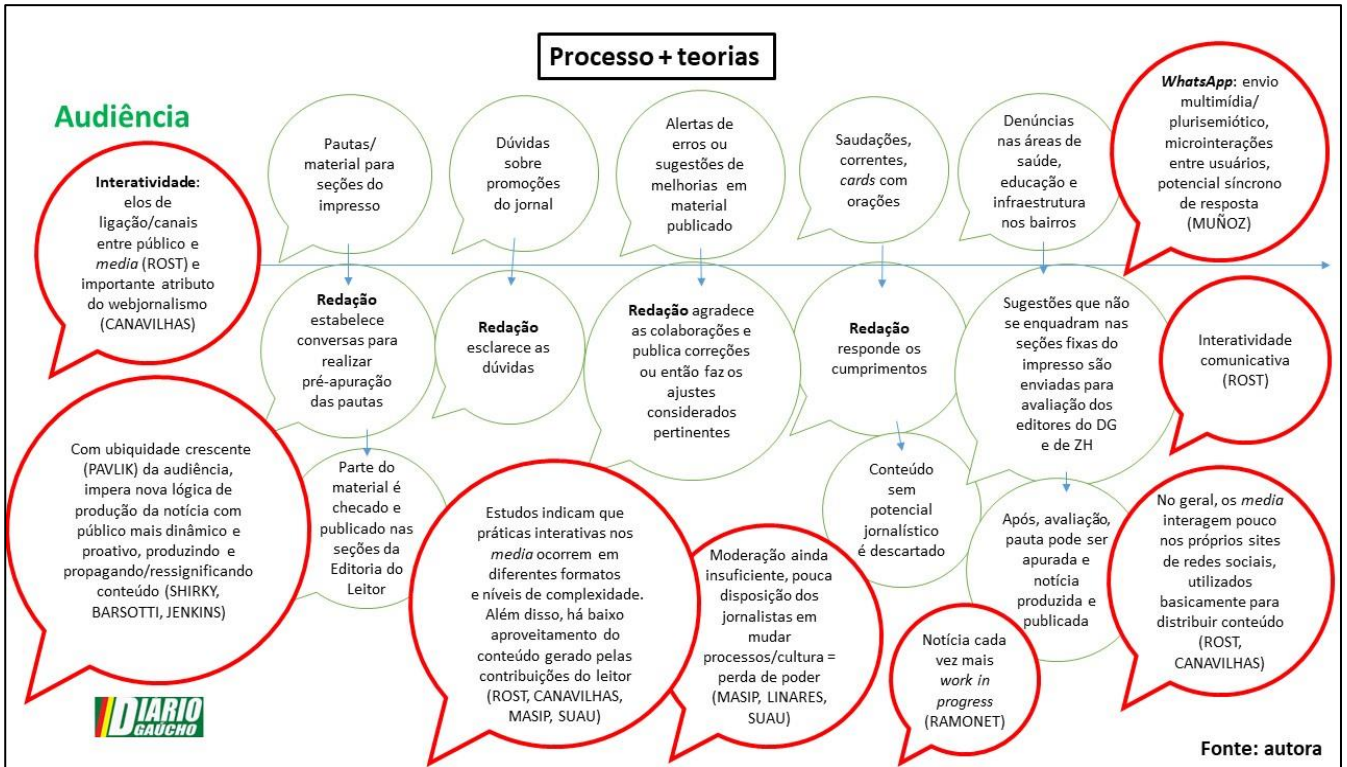 Processo + teorias
Audiência
Interatividade:
elos de
ligação/canais
entre público e
media (ROST) e
importante atributo
do webjornalismo
(CANAVILHAS)
Pautas/
material para
seções do
impresso
Dúvidas
sobre
promoções
do jornal
Alertas de
erros ou
sugestões de
melhorias em
material
publicado
Saudações,
correntes,
cards com
orações
Denúncias
nas áreas de
saúde,
educação e
infraestrutura
nos bairros
WhatsApp: envio
multimídia/
plurisemiótico,
microinterações
entre usuários,
potencial síncrono
de resposta
(MUÑOZ)
Redação
estabelece
conversas para
realizar
pré-apuração
das pautas
Redação
esclarece as
dúvidas
Redação agradece
as colaborações e
publica correções
ou então faz os
ajustes
considerados
pertinentes
Redação
responde os
cumprimentos
Sugestões que não
se enquadram nas
seções fixas do
impresso são
enviadas para
avaliação dos
editores do DG
e de ZH
Interatividade
comunicativa
(ROST)
Com ubiquidade crescente
(PAVLIK) da audiência,
impera nova lógica de
produção da notícia com
público mais dinâmico e
proativo, produzindo e
propagando/ressignificando
conteúdo (SHIRKY,
BARSOTTI, JENKINS)
Parte do
material é
checado e
publicado nas
seções da
Editoria do
Leitor
Estudos indicam que
práticas interativas nos
media ocorrem em
diferentes formatos
e níveis de complexidade.
Além disso, há baixo
aproveitamento do
conteúdo gerado pelas
contribuições do leitor
(ROST, CANAVILHAS,
MASIP, SUAU)
Moderação ainda
insuficiente, pouca
disposição dos
jornalistas em
mudar
processos/cultura =
perda de poder
(MASIP, LINARES,
SUAU)
Conteúdo
sem
potencial
jornalístico
é descartado
Notícia cada
vez mais
work in
progress
(RAMONET)
Após, avaliação,
pauta pode ser
apurada e
notícia
produzida e
publicada
No geral, os media
interagem pouco
nos próprios sites
de redes sociais,
utilizados
basicamente para
distribuir conteúdo
(ROST,
CANAVILHAS)
DIARIO
GAÚCHO
Fonte: autora